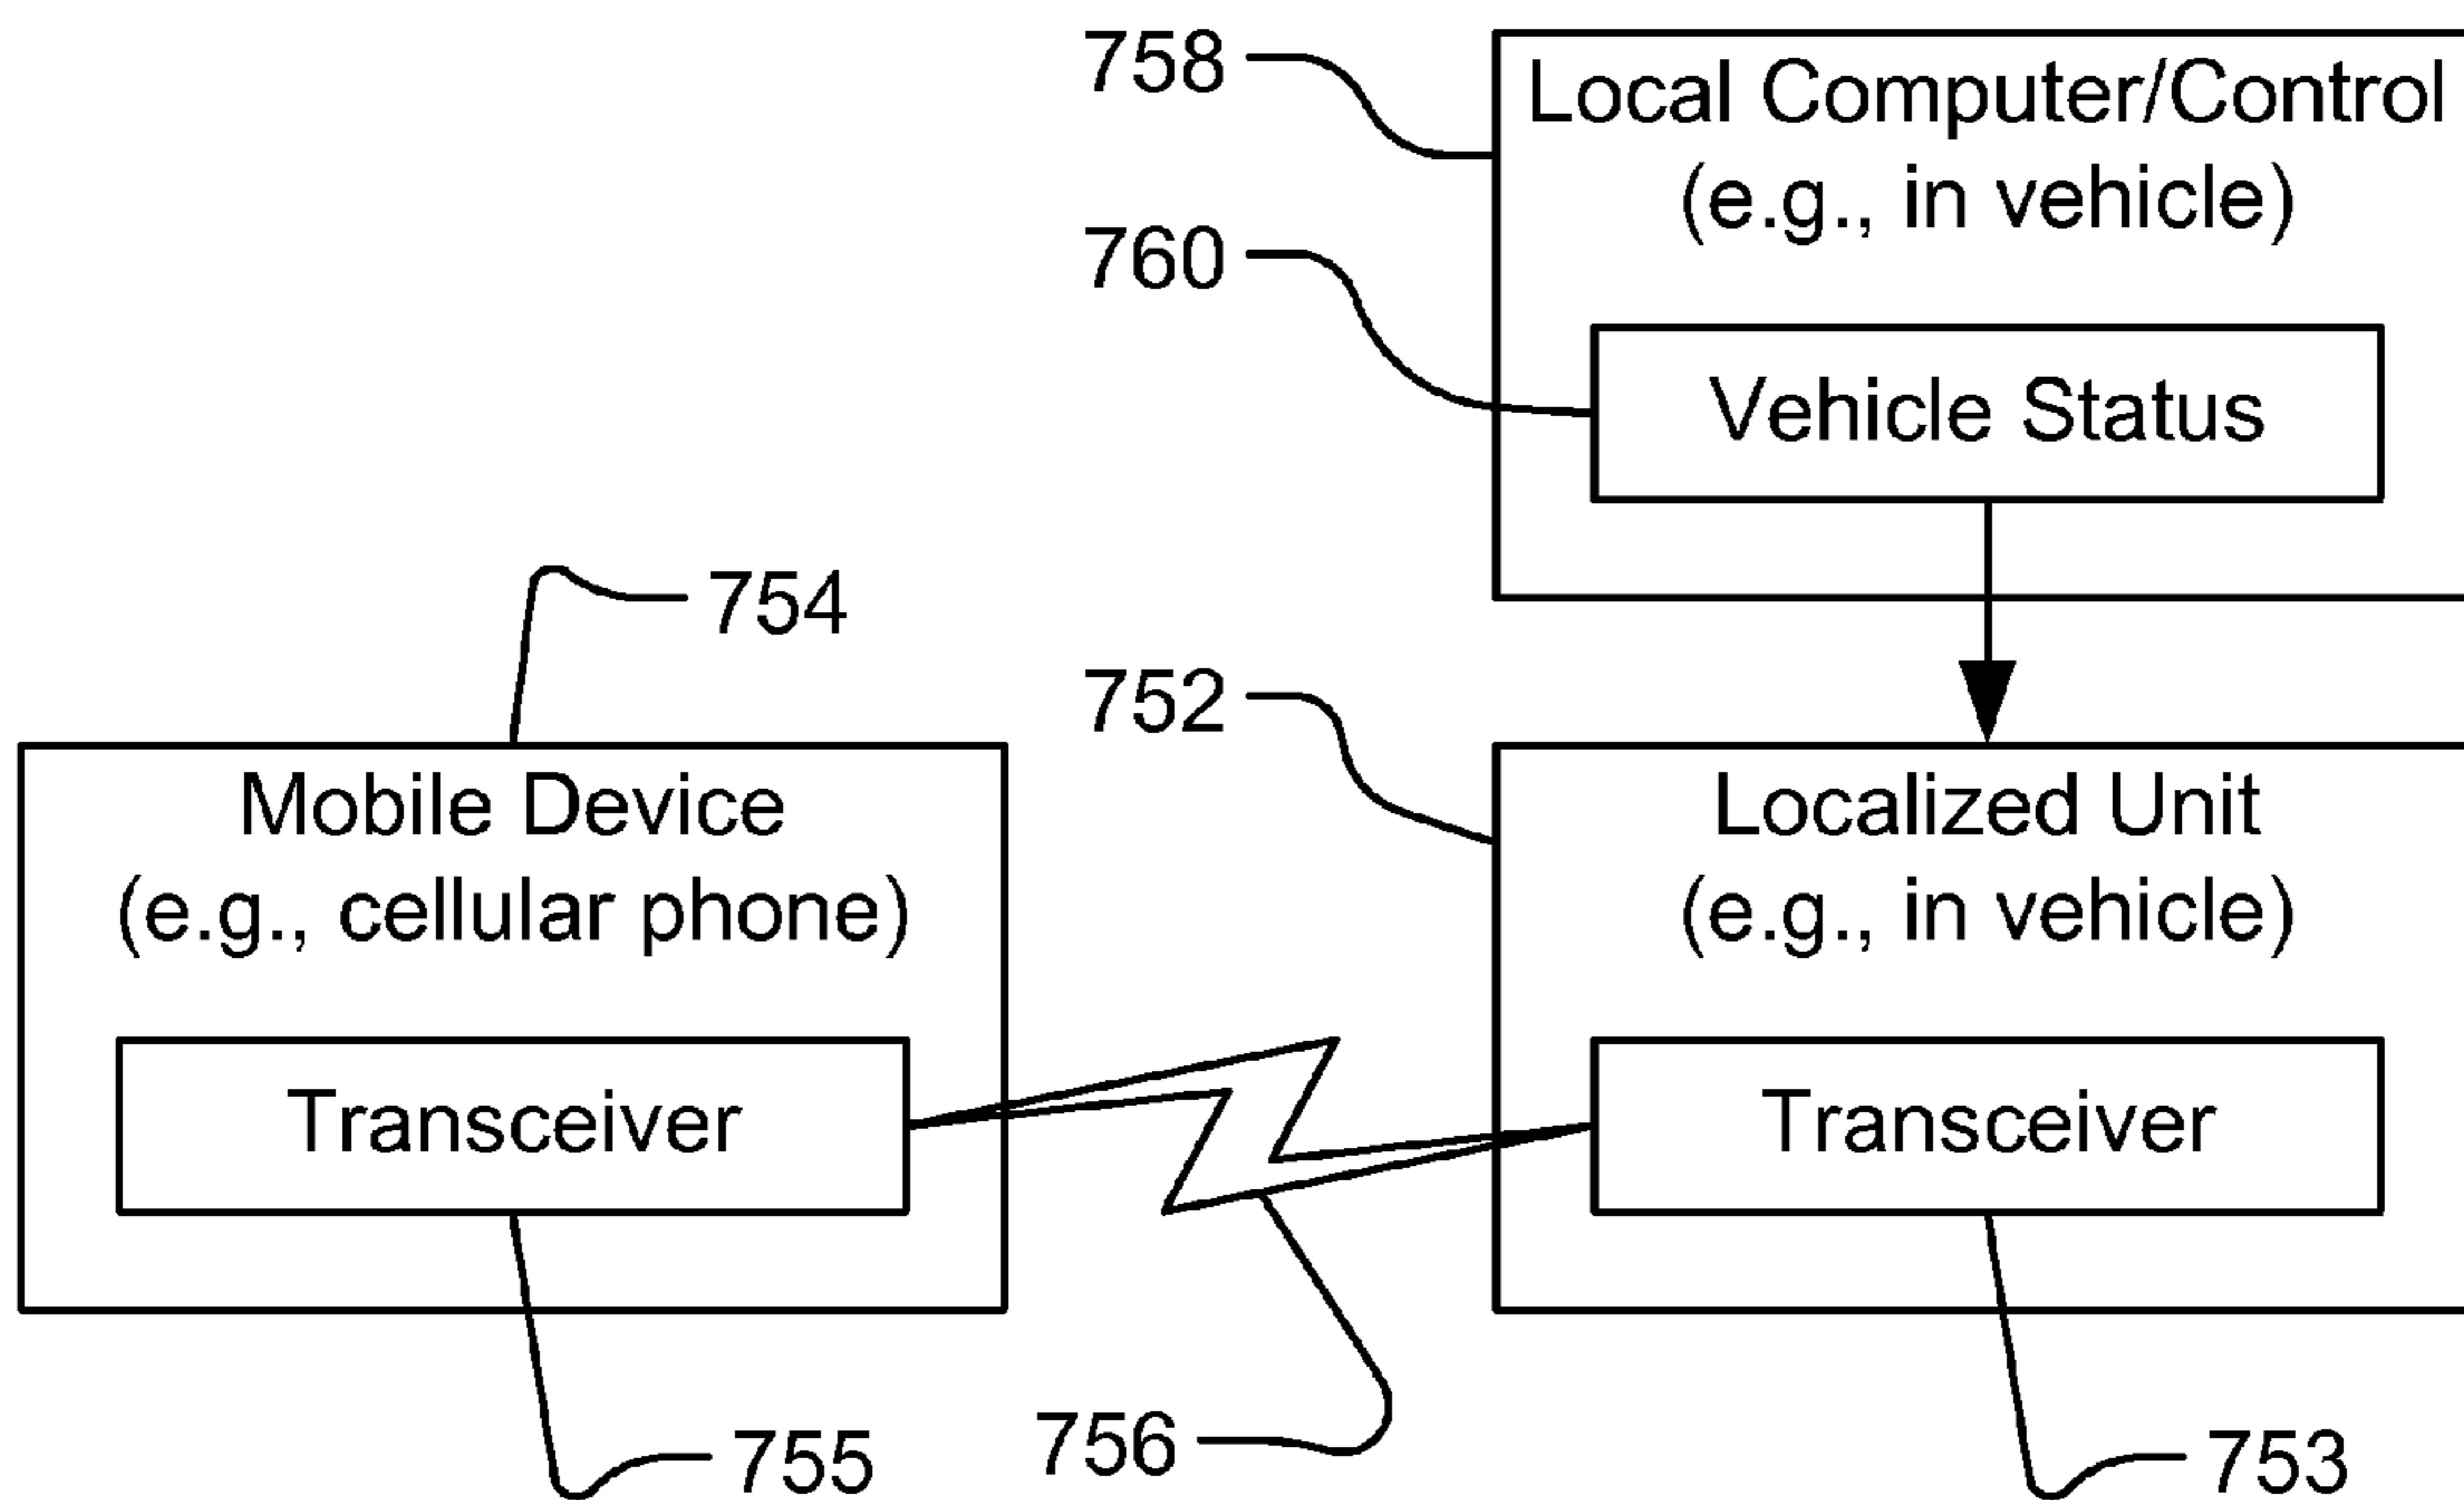 758
Local Computer/Control
(e.g., in vehicle)
760
Vehicle Status
754
752
Mobile Device
(e.g., cellular phone)
Localized Unit
(e.g., in vehicle)
Transceiver
Transceiver
756
755
753